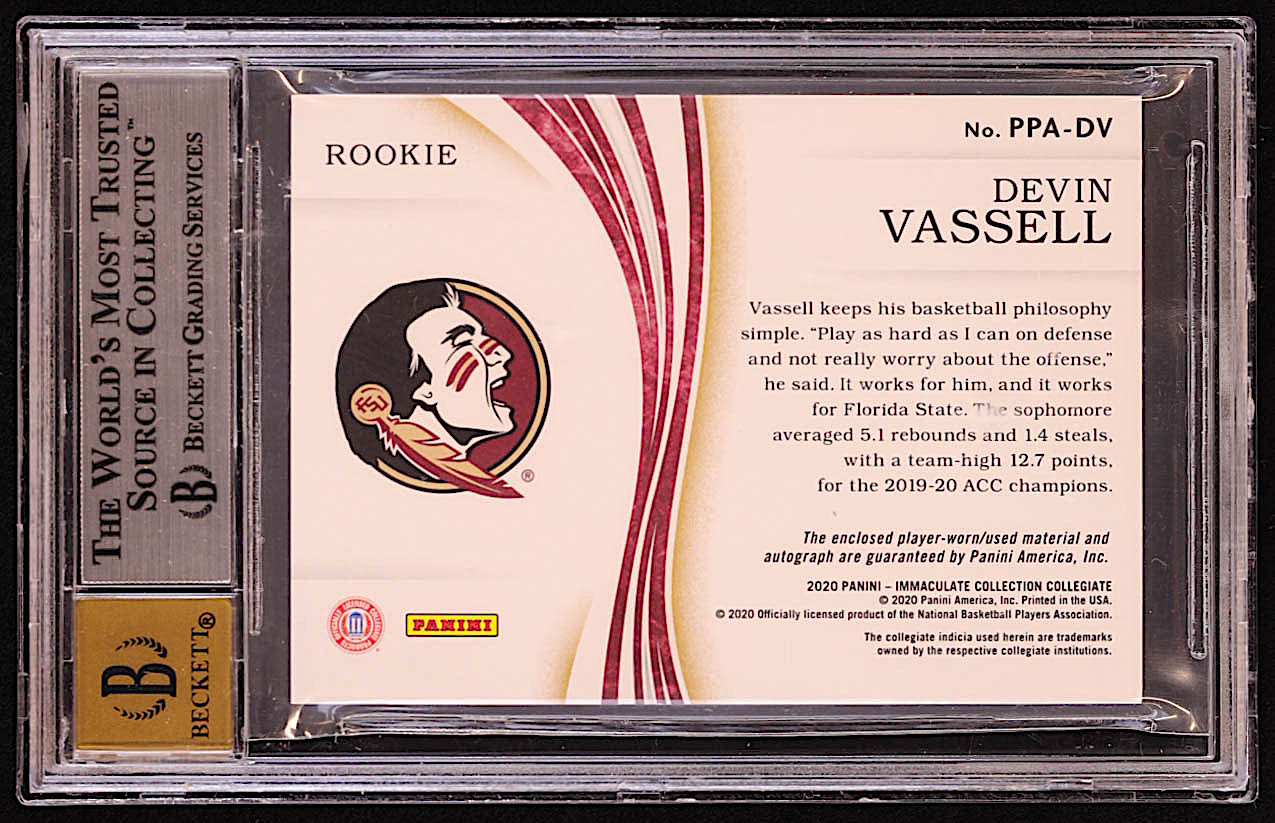 THE WORLD'S MOST TRUSTED
SOURCE IN COLLECTING™
BECKETT GRADING SERVICES
B
B
BECKETT®
ROOKIE
FSU
®
PANINI
No. PPA-DV
DEVIN
VASSELL
Vassell keeps his basketball philosophy
simple. “Play as hard as I can on defense
and not really worry about the offense,”
he said. It works for him, and it works
for Florida State. The sophomore
averaged 5.1 rebounds and 1.4 steals,
with a team-high 12.7 points,
for the 2019-20 ACC champions.
The enclosed player-worn/used material and
autograph are guaranteed by Panini America, Inc.
2020 PANINI – IMMACULATE COLLECTION COLLEGIATE
© 2020 Panini America, Inc. Printed in the USA.
© 2020 Officially licensed product of the National Basketball Players Association.
The collegiate indicia used herein are trademarks
owned by the respective collegiate institutions.